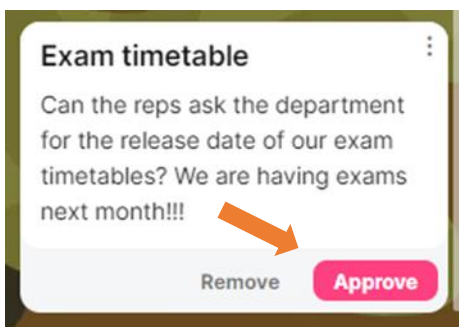 Exam timetable
Can the reps ask the department
for the release date of our exam
timetables? We are having exams
next month!!!
Remove Approve